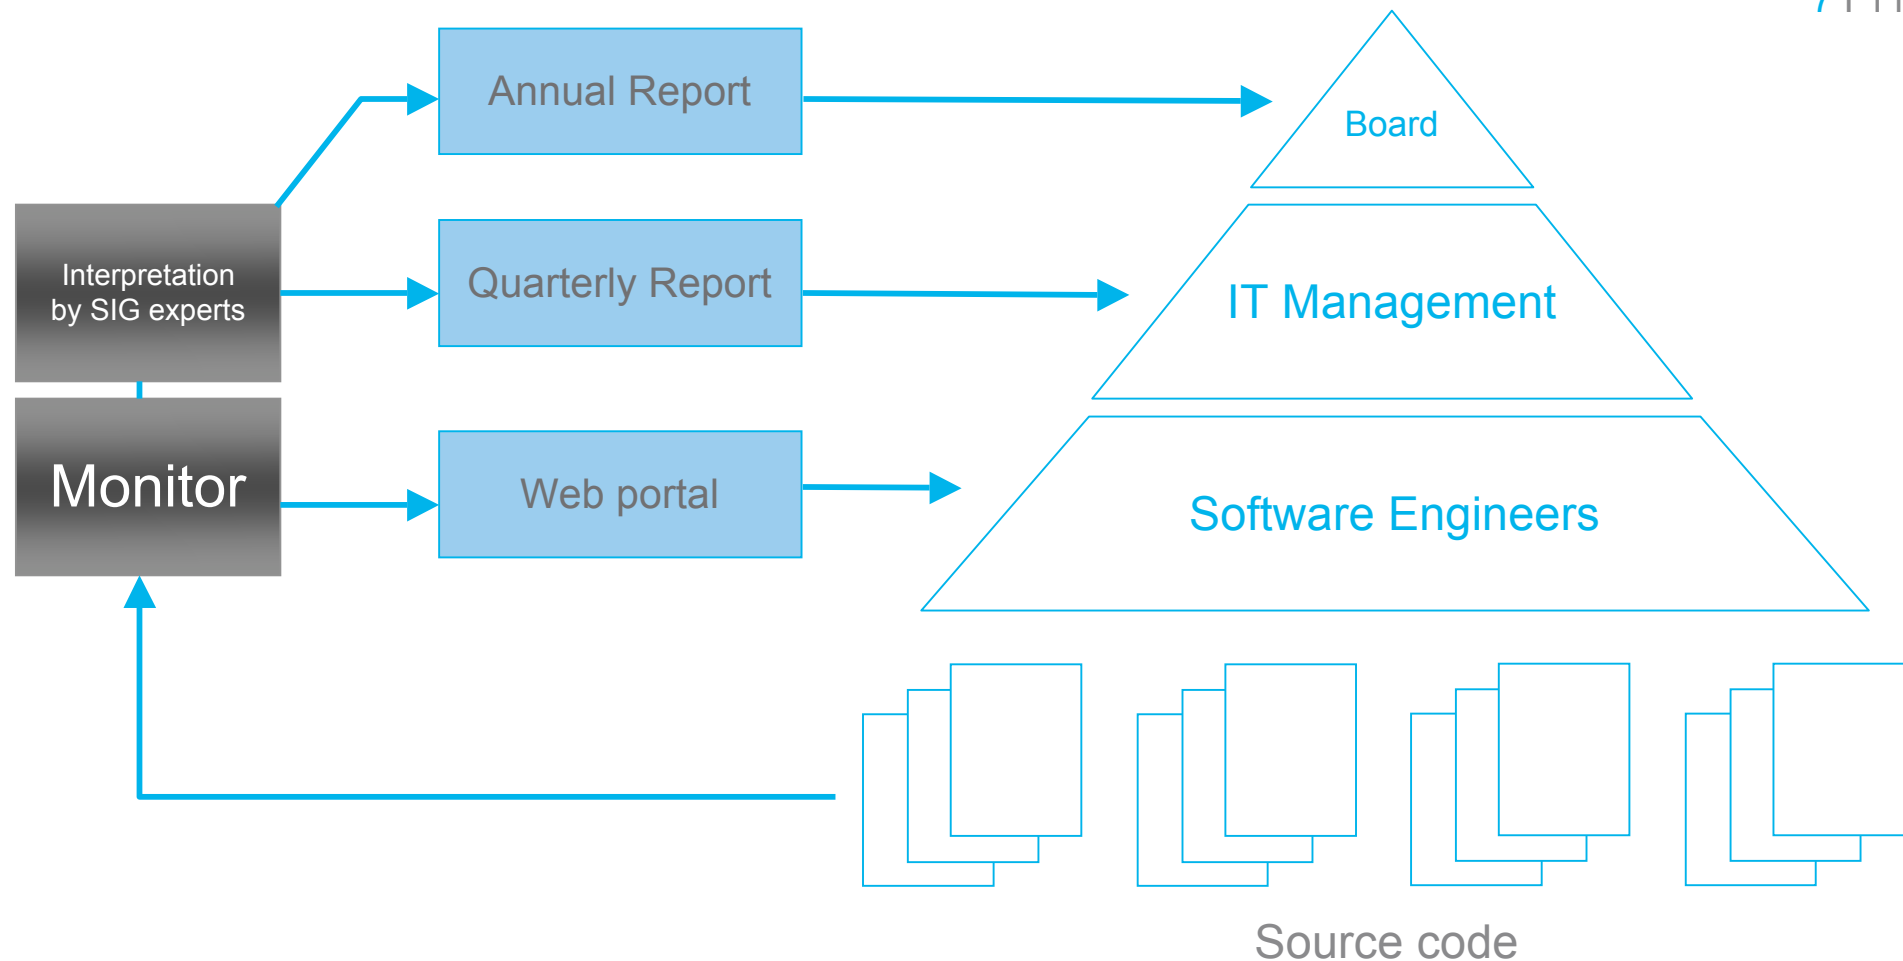 Annual Report
Board
Interpretation
by SIG experts
Quarterly Report
IT Management
Monitor
Web portal
Software Engineers
Source code